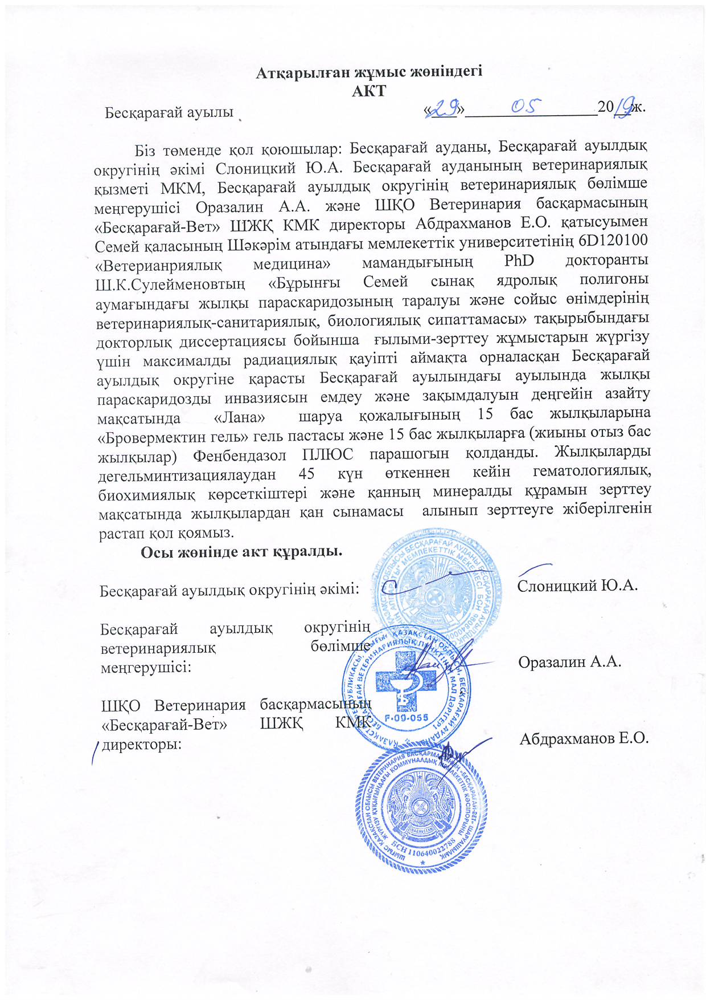 Атқарылған жұмыс жөніндегі
АКТ
Бесқарағай ауылы «29» 05 2019ж.
Біз төменде қол қоюшылар: Бесқарағай ауданы, Бесқарағай ауылдық
округінің әкімі Слоницкий Ю.А. Бесқарағай ауданының ветеринариялық
қызметі МКМ, Бесқарағай ауылдық округінің ветеринариялық бөлімше
меңгерушісі Оразалин А.А. және ШҚО Ветеринария басқармасының
«Бесқарағай-Вет» ШЖҚ КМК директоры Абдрахманов Е.О. қатысуымен
Семей қаласының Шәкәрім атындағы мемлекеттік университетінің 6D120100
«Ветерианриялық медицина» мамандығының PhD докторанты
Ш.К.Сулейменовтың «Бұрынғы Семей сынақ ядролық полигоны
аумағындағы жылқы параскаридозының таралуы және сойыс өнімдерінің
ветеринариялық-санитариялық, биологиялық сипаттамасы» тақырыбындағы
докторлық диссертациясы бойынша ғылыми-зерттеу жұмыстарын жүргізу
үшін максималды радиациялық қауіпті аймақта орналасқан Бесқарағай
ауылдық округіне қарасты Бесқарағай ауылындағы ауылында жылқы
параскаридозды инвазиясын емдеу және зақымдалуын деңгейін азайту
мақсатында «Лана» шаруа қожалығының 15 бас жылқыларына
«Бровермектин гель» гель пастасы және 15 бас жылқыларға (жиыны отыз бас
жылқылар) Фенбендазол ПЛЮС парашогын қолданды. Жылқыларды
дегельминтизациялаудан 45 күн өткеннен кейін гематологиялық,
биохимиялық көрсеткіштері және қанның минералды құрамын зерттеу
мақсатында жылқылардан қан сынамасы алынып зерттеуге жіберілгенін
растап қол қоямыз.
Осы жөнінде акт құралды.
Бесқарағай ауылдық округінің әкімі: Слоницкий Ю.А.
Бесқарағай ауылдық округінің
ветеринариялық бөлімше
меңгерушісі: Оразалин А.А.
F-09-055
ШҚО Ветеринария басқармасының
«Бесқарағай-Вет» ШЖҚ КМК
директоры: Абдрахманов Е.О.
БСН 110640022788